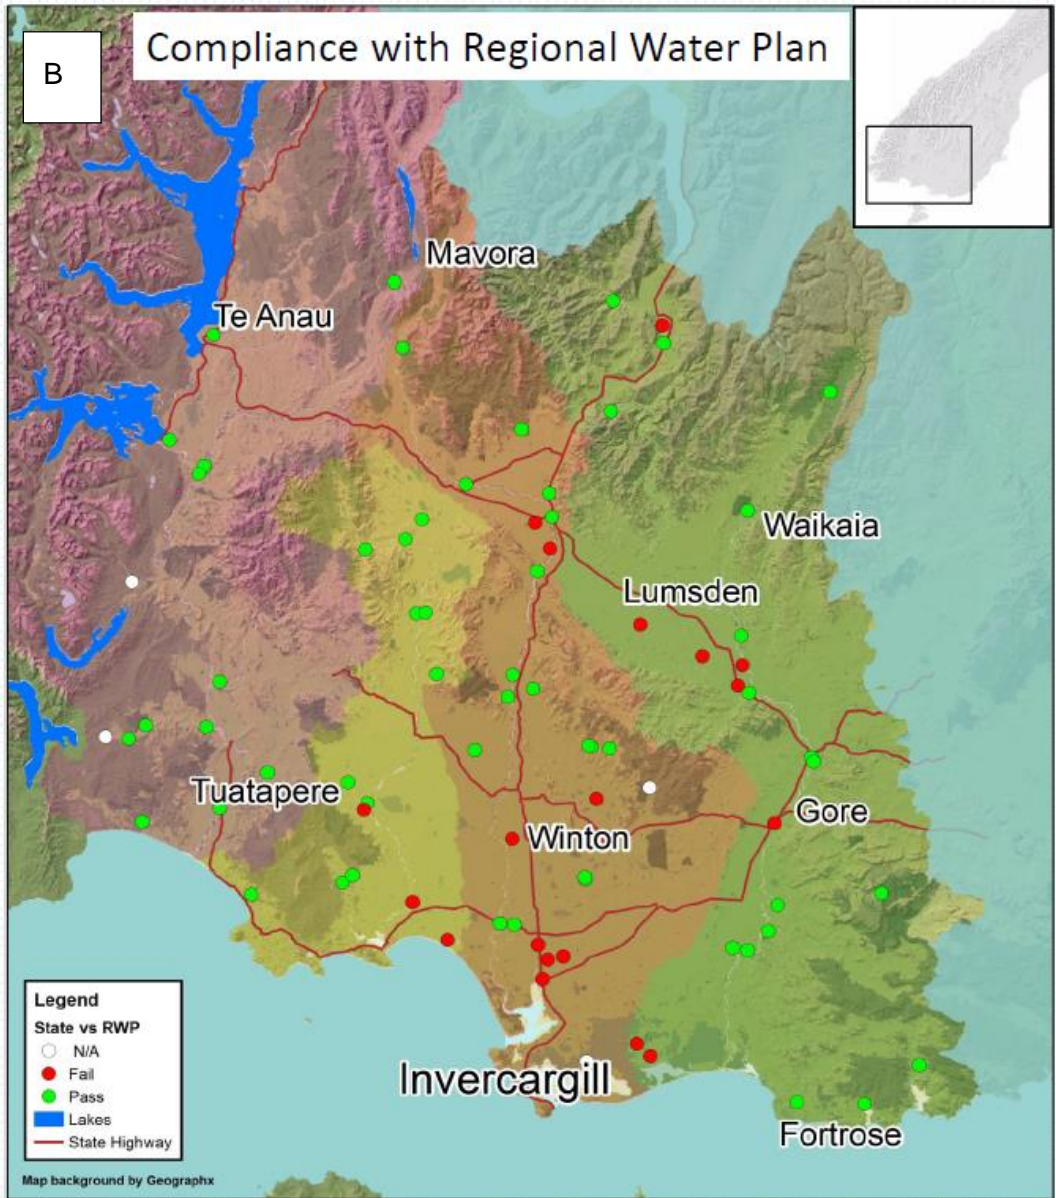 Compliance with Regional Water Plan
B
Mavora
Te Anau
Waikaia
Lumsden
Tuatapere
Gore
Winton
Invercargill
Fortrose
Legend
State vs RWP
N/A
Fail
Pass
Lakes
State Highway
Map background by Geographx